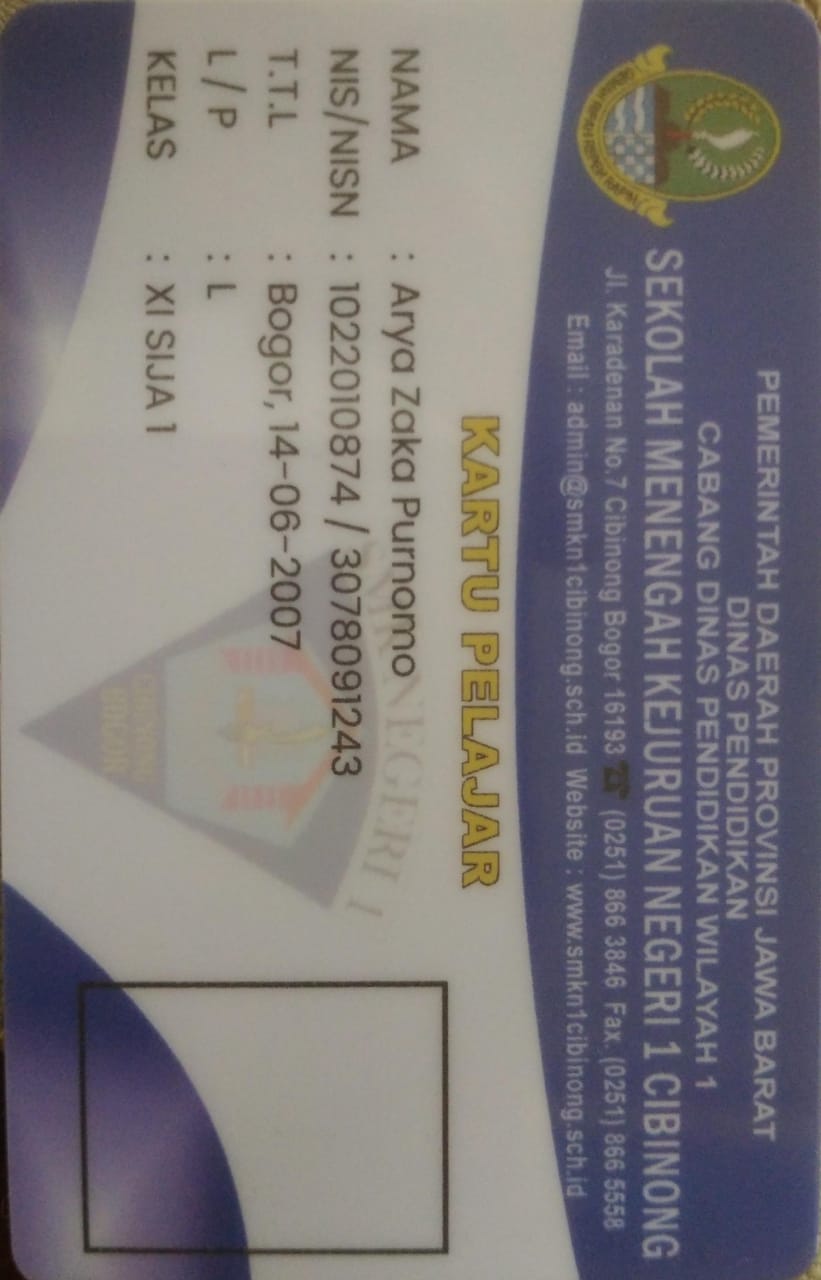 PEMERINTAH DAERAH PROVINSI JAWA BARAT
DINAS PENDIDIKAN
CABANG DINAS PENDIDIKAN WILAYAH 1
SEKOLAH MENENGAH KEJURUAN NEGERI 1 CIBINONG
Jl. Karadenan No.7 Cibinong Bogor 16193 ☎ (0251) 866 3846 Fax. (0251) 866 5558
Email : admin@smkn1cibinong.sch.id Website : www.smkn1cibinong.sch.id
KARTU PELAJAR
NAMA : Arya Zaka Purnomo
NIS/NISN : 1022010874 / 3078091243
T.T.L : Bogor, 14-06-2007
L / P : L
KELAS : XI SIJA 1
SMK NEGERI 1
CIBINONG
BOGOR